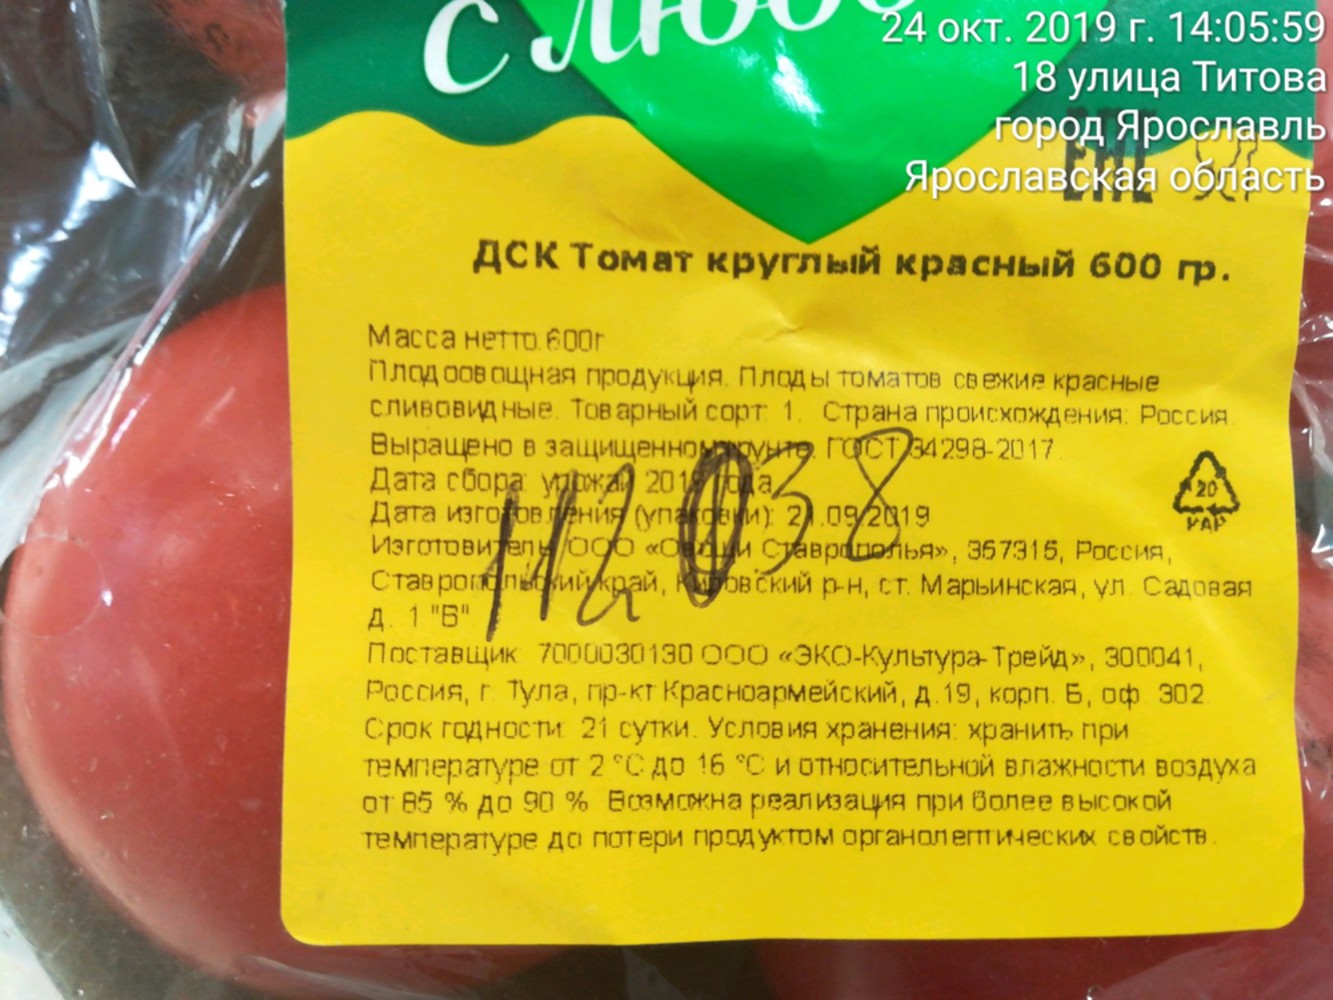 с любо
24 окт. 2019 г. 14:05:59
18 улица Титова
город Ярославль
Ярославская область
EAC
ДСК Томат круглый красный 600 гр.
Масса нетто 600г
Плодоовощная продукция. Плоды томатов свежие красные
сливовидные. Товарный сорт: 1. Страна происхождения: Россия.
Выращено в защищенном грунте. ГОСТ 34298-2017.
Дата сбора: урожай 2019 года
Дата изготовления (упаковки): 21.09.2019
112038
Изготовитель ООО «Овощи Ставрополья», 357315, Россия,
Ставропольский край, Кировский р-н, ст. Марьинская, ул. Садовая
д. 1 "Б"
20
PAP
Поставщик: 7000030130 ООО «ЭКО-Культура-Трейд», 300041,
Россия, г. Тула, пр-кт Красноармейский, д.19, корп. Б, оф. 302
Срок годности: 21 сутки. Условия хранения: хранить при
температуре от 2 °С до 16 °С и относительной влажности воздуха
от 85 % до 90 %. Возможна реализация при более высокой
температуре до потери продуктом органолептических свойств.